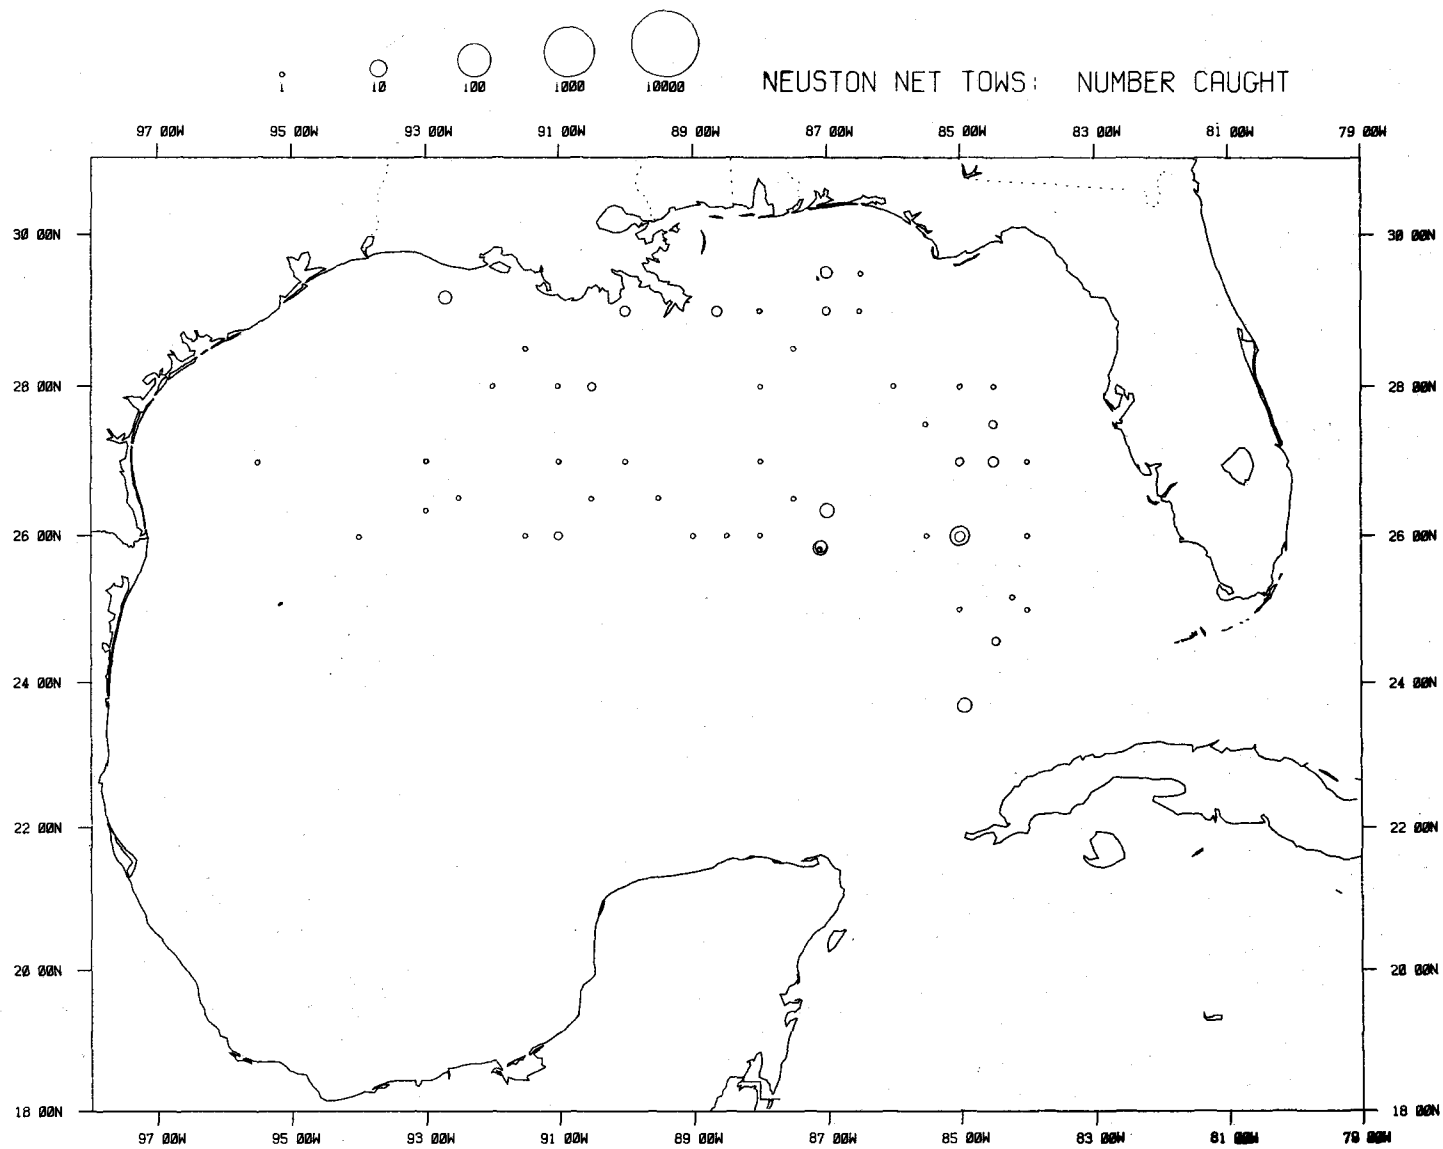 1 10 100 1000 10000
NEUSTON NET TOWS: NUMBER CAUGHT
97 00W 95 00W 93 00W 91 00W 89 00W 87 00W 85 00W 83 00W 81 00W 79 00W
30 00N 30 00N
28 00N 28 00N
26 00N 26 00N
24 00N 24 00N
22 00N 22 00N
20 00N 20 00N
18 00N 18 00N
97 00W 95 00W 93 00W 91 00W 89 00W 87 00W 85 00W 83 00W 81 00W 79 00W